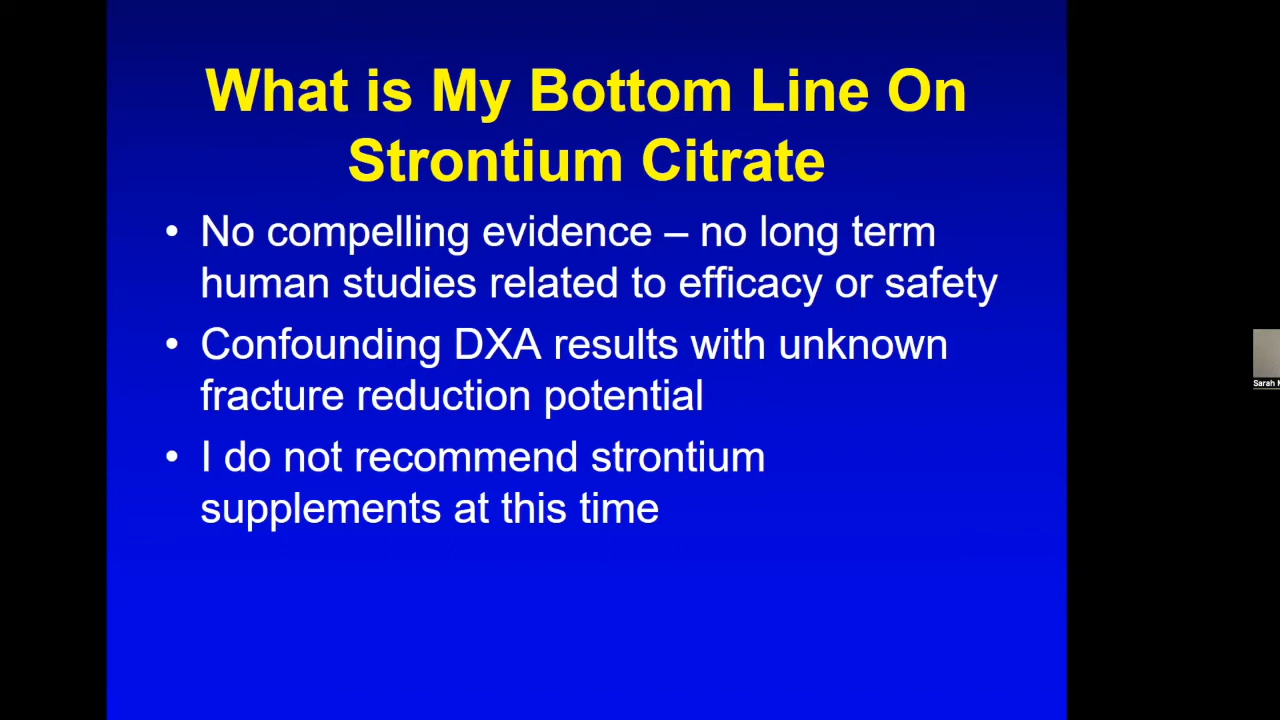 What is My Bottom Line On
Strontium Citrate
• No compelling evidence – no long term
human studies related to efficacy or safety
• Confounding DXA results with unknown
fracture reduction potential
• I do not recommend strontium
supplements at this time
Sarah